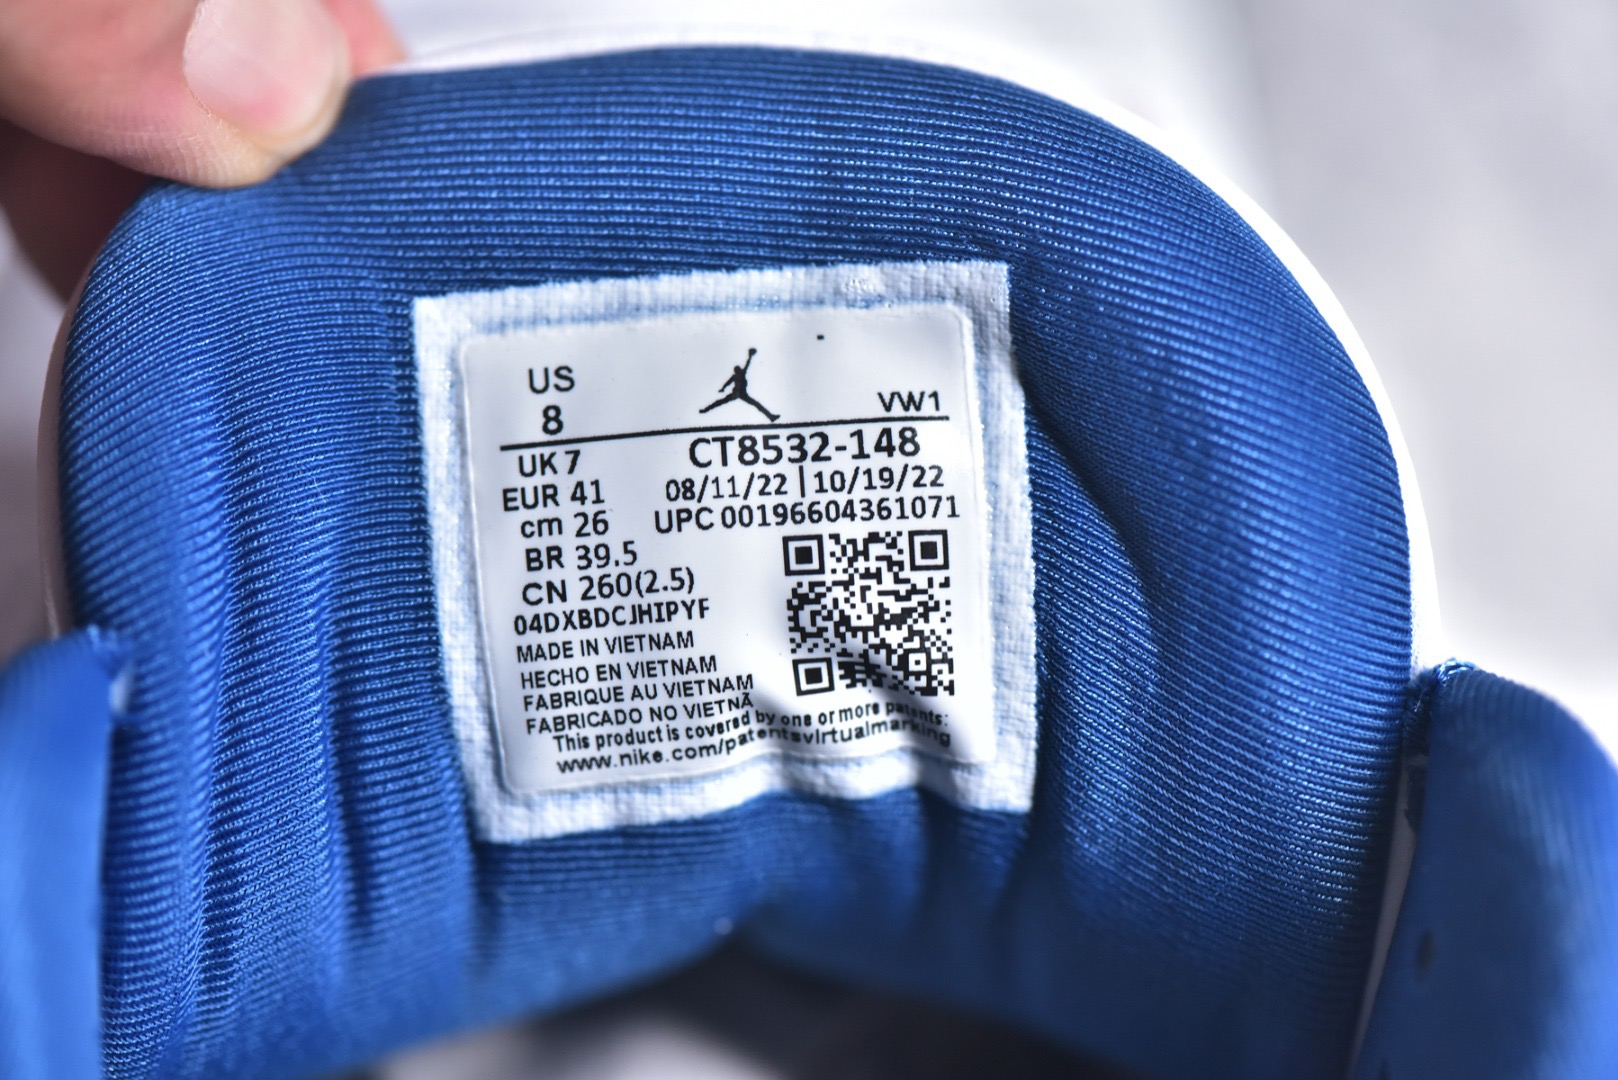 US
8
VW1
UK 7
CT8532-148
EUR 41
08/11/22 | 10/19/22
cm 26
UPC 00196604361071
BR 39.5
CN 260(2.5)
04DXBDCJHIPYF
MADE IN VIETNAM
HECHO EN VIETNAM
FABRIQUE AU VIETNAM
FABRICADO NO VIETNÃ
This product is covered by one or more patents:
www.nike.com/patentsvirtualmarking